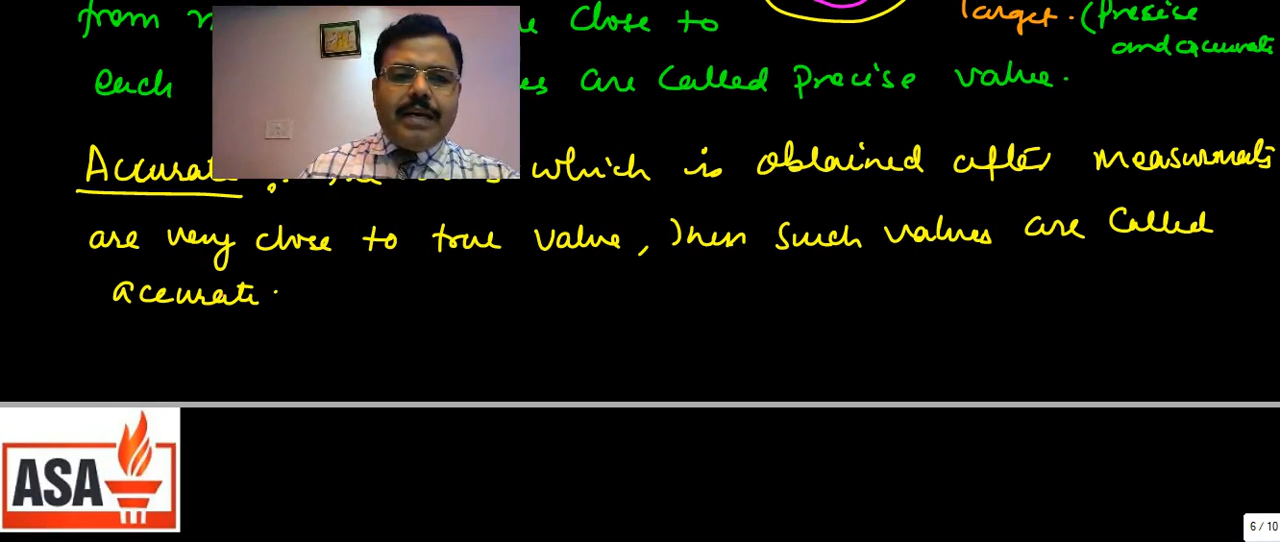 from close to Target. (Precise
and accurate
each are called Precise value.
Accurate which is obtained after
are very close to true value, then such values are called
accurate.
ASA
6 / 10